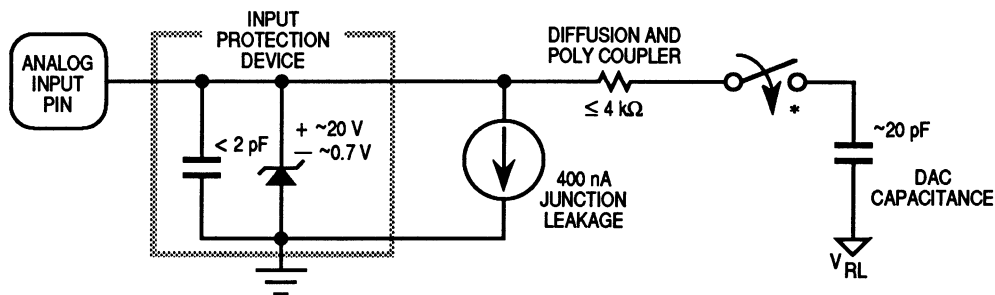 INPUT
PROTECTION
DEVICE
ANALOG
INPUT
PIN
< 2 pF
+ ~20 V
— ~0.7 V
400 nA
JUNCTION
LEAKAGE
DIFFUSION AND
POLY COUPLER
≤ 4 kΩ
*
~20 pF
DAC
CAPACITANCE
VRL